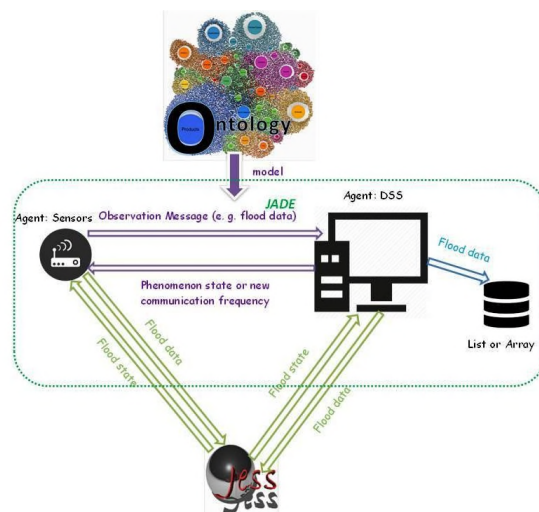 Ontology
Product
model
JADE
Agent: DSS
Agent: Sensors
Observation Message (e. g. flood data)
Flood data
Phenomenon state or new
communication frequency
List or Array
Flood data
Flood state
Flood state
Flood data
Jess